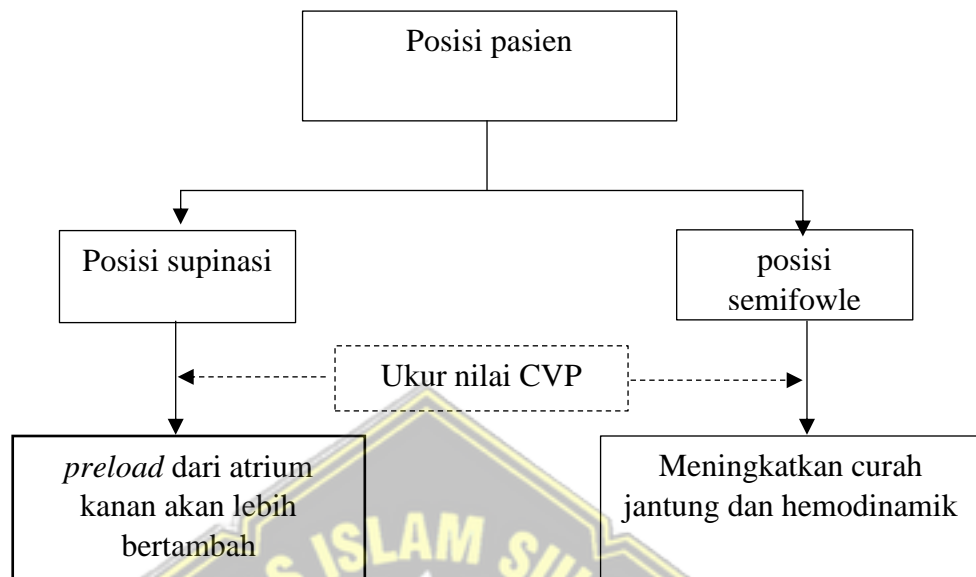 Posisi pasien
Posisi supinasi
posisi
semifowle
Ukur nilai CVP
preload dari atrium
kanan akan lebih
bertambah
Meningkatkan curah
jantung dan hemodinamik
ISLAM